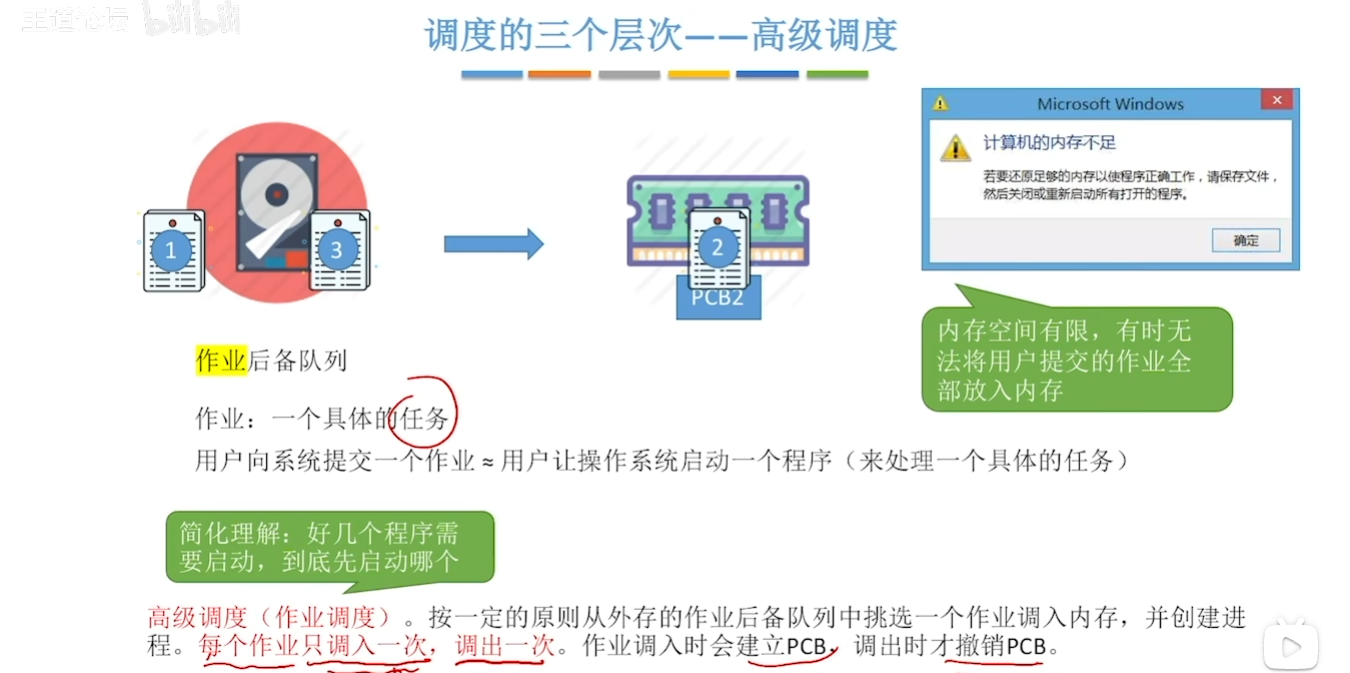 王道论坛 bilibili
调度的三个层次——高级调度
Microsoft Windows
计算机的内存不足
若要还原足够的内存以使程序正确工作，请保存文件，
然后关闭或重新启动所有打开的程序。
确定
1
3
2
PCB2
内存空间有限，有时无
法将用户提交的作业全
部放入内存
作业后备队列
作业：一个具体的任务
用户向系统提交一个作业 ≈ 用户让操作系统启动一个程序（来处理一个具体的任务）
简化理解：好几个程序需
要启动，到底先启动哪个
高级调度（作业调度）。按一定的原则从外存的作业后备队列中挑选一个作业调入内存，并创建进
程。每个作业只调入一次，调出一次。作业调入时会建立PCB，调出时才撤销PCB。